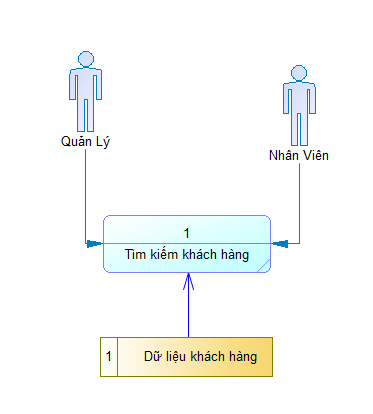 Quản Lý
Nhân Viên
1
Tìm kiếm khách hàng
1 Dữ liệu khách hàng